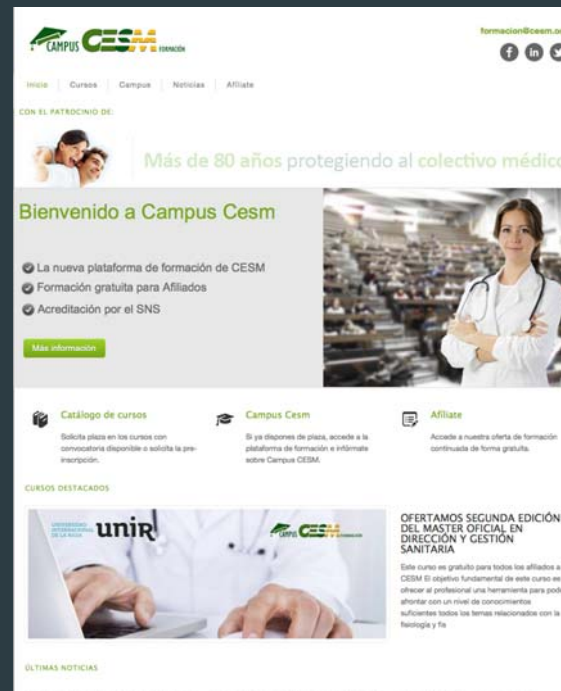 CAMPUS CESM FORMACIÓN
formacion@cesm.o
Inicio Cursos Campus Noticias Afíliate
CON EL PATROCINIO DE:
Más de 80 años protegiendo al colectivo médico
Bienvenido a Campus Cesm
La nueva plataforma de formación de CESM
Formación gratuita para Afiliados
Acreditación por el SNS
Más información
Catálogo de cursos
Solicita plaza en los cursos con
convocatoria disponible o solicita la pre-
inscripción.
Campus Cesm
Si ya dispones de plaza, accede a la
plataforma de formación e infórmate
sobre Campus CESM.
Afíliate
Accede a nuestra oferta de formación
continuada de forma gratuita.
CURSOS DESTACADOS
UNIVERSIDAD
INTERNACIONAL
DE LA RIOJA
unir
CAMPUS CESM FORMACIÓN
OFERTAMOS SEGUNDA EDICIÓN
DEL MASTER OFICIAL EN
DIRECCIÓN Y GESTIÓN
SANITARIA
Este curso es gratuito para todos los afiliados a
CESM El objetivo fundamental de este curso es
ofrecer al profesional una herramienta para pod
afrontar con un nivel de conocimientos
suficientes todos los temas relacionados con la
fisiología y fis
ÚLTIMAS NOTICIAS